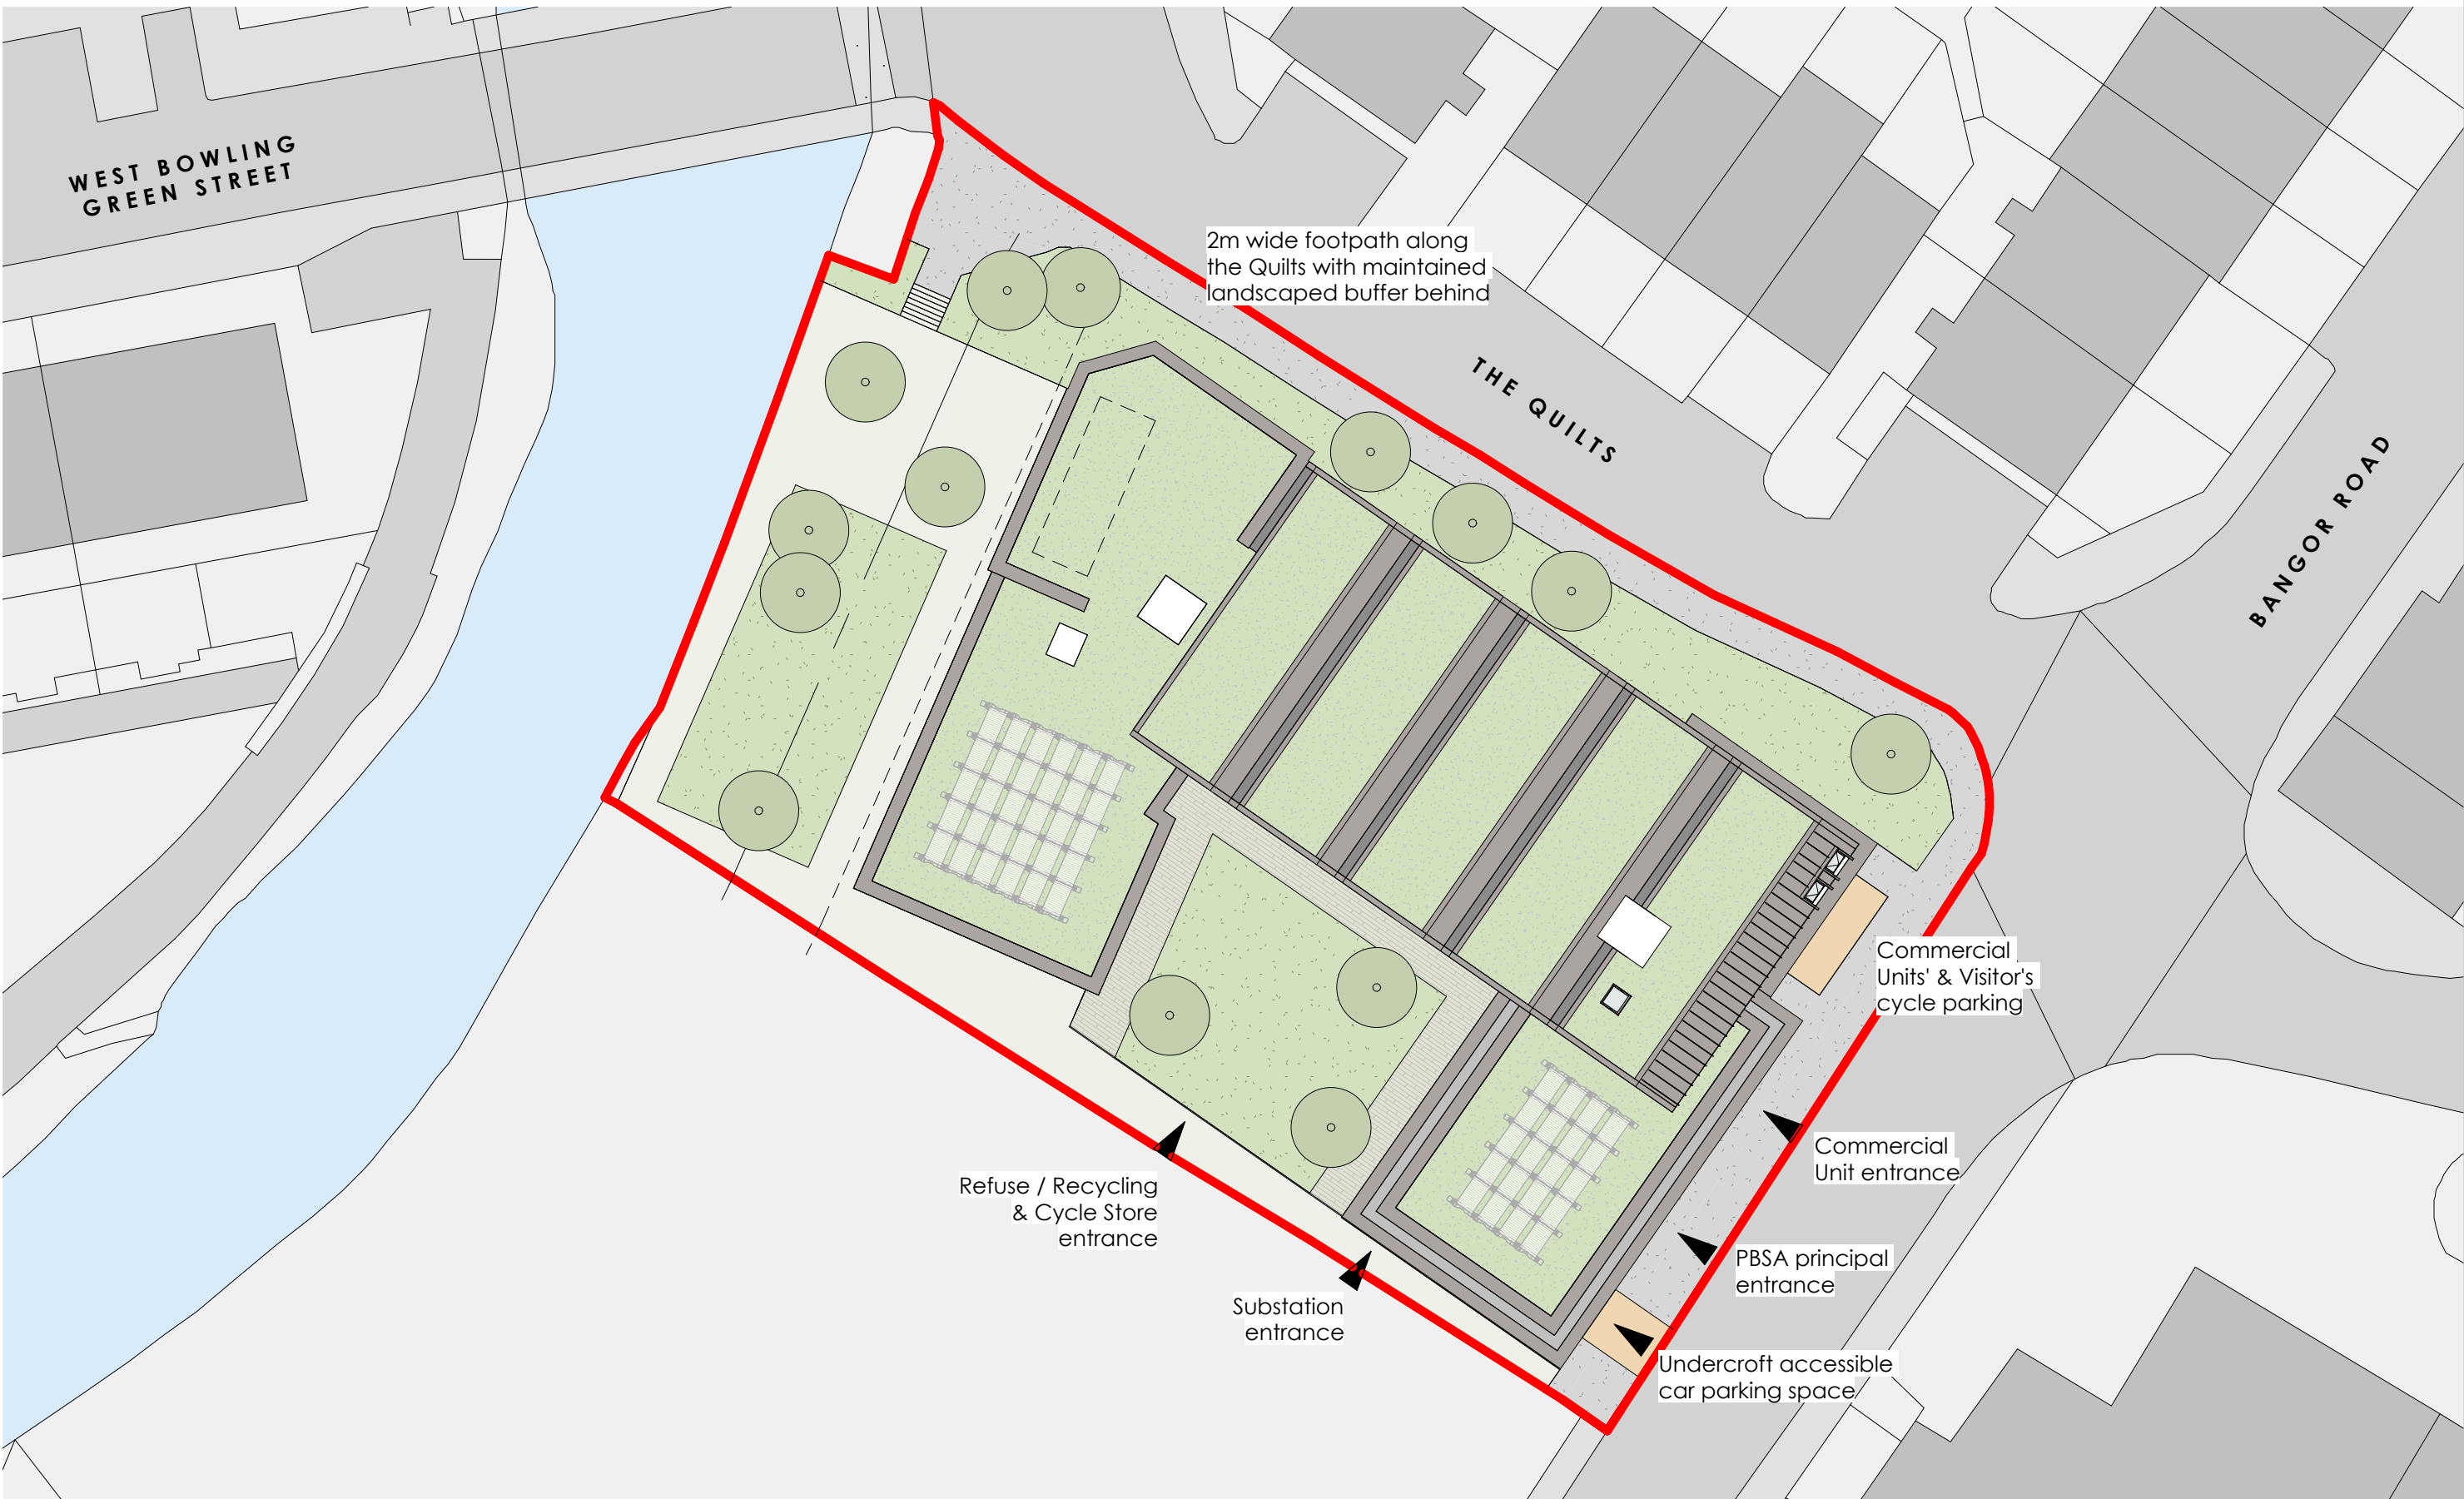 WEST BOWLING
GREEN STREET
2m wide footpath along
the Quilts with maintained
landscaped buffer behind
THE QUILTS
BANGOR ROAD
Commercial
Units' & Visitor's
cycle parking
Commercial
Unit entrance
Refuse / Recycling
& Cycle Store
entrance
PBSA principal
entrance
Substation
entrance
Undercroft accessible
car parking space